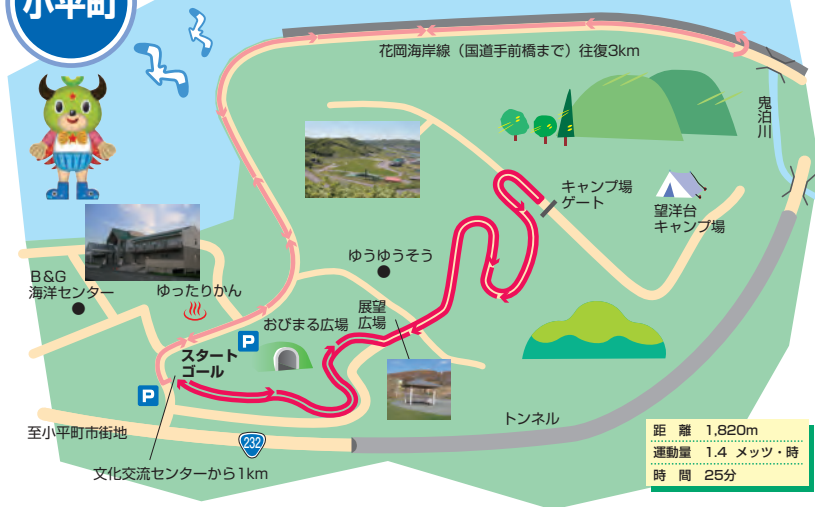 小平町
花岡海岸線（国道手前橋まで）往復3km
鬼泊川
キャンプ場
ゲート
望洋台
キャンプ場
ゆうゆうそう
B&G
海洋センター
ゆったりかん
展望
広場
おびまる広場
P
スタート
ゴール
P
トンネル
至小平町市街地
232
文化交流センターから1km
距　離　1,820m
運動量　1.4 メッツ・時
時　間　25分